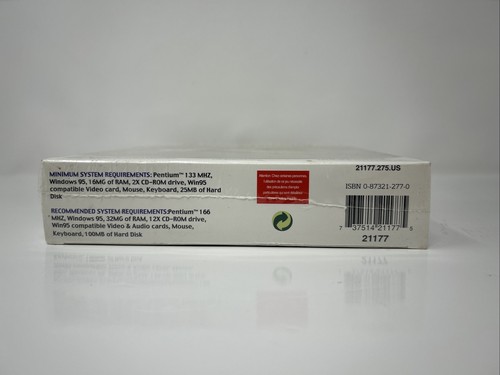 MINIMUM SYSTEM REQUIREMENTS: Pentium™ 133 MHZ,
Windows 95, 16MG of RAM, 2X CD-ROM drive, Win95
compatible Video card, Mouse, Keyboard, 25MB of Hard
Disk
RECOMMENDED SYSTEM REQUIREMENTS:Pentium™ 166
MHZ, Windows 95, 32MG of RAM, 12X CD-ROM drive,
Win95 compatible Video & Audio cards, Mouse,
Keyboard, 100MB of Hard Disk
21177.275.US
ISBN 0-87321-277-0
7 37514 21177 5
21177